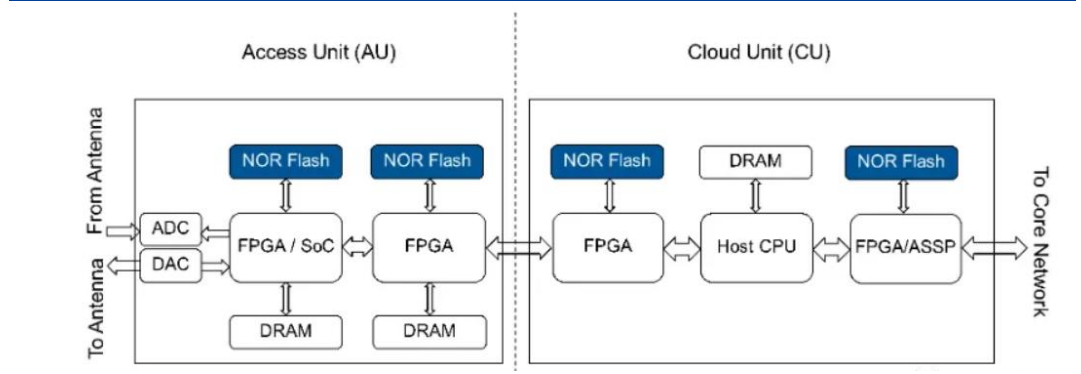 Access Unit (AU)
Cloud Unit (CU)
From Antenna
To Antenna
NOR Flash
NOR Flash
ADC
DAC
FPGA / SoC
FPGA
DRAM
DRAM
NOR Flash
DRAM
NOR Flash
FPGA
Host CPU
FPGA/ASSP
To Core Network